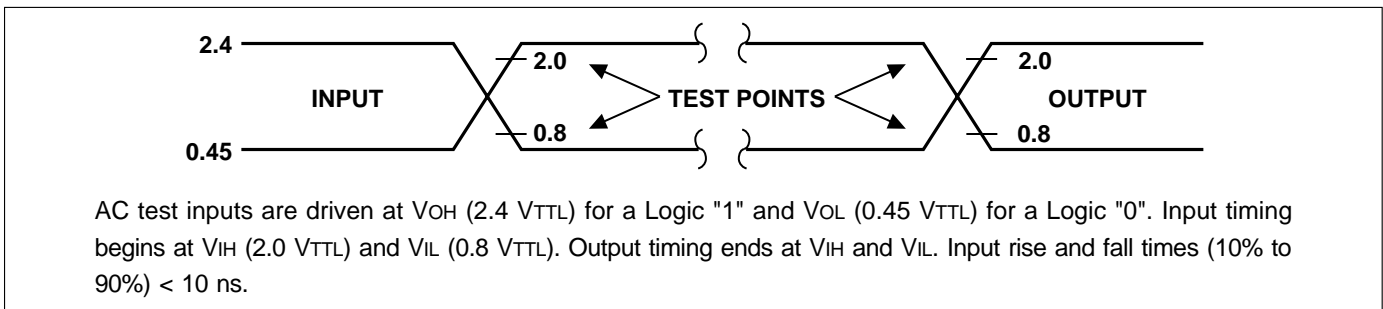 2.4
2.0 2.0
INPUT TEST POINTS OUTPUT
0.8 0.8
0.45
AC test inputs are driven at VOH (2.4 VTTL) for a Logic "1" and VOL (0.45 VTTL) for a Logic "0". Input timing
begins at VIH (2.0 VTTL) and VIL (0.8 VTTL). Output timing ends at VIH and VIL. Input rise and fall times (10% to
90%) < 10 ns.